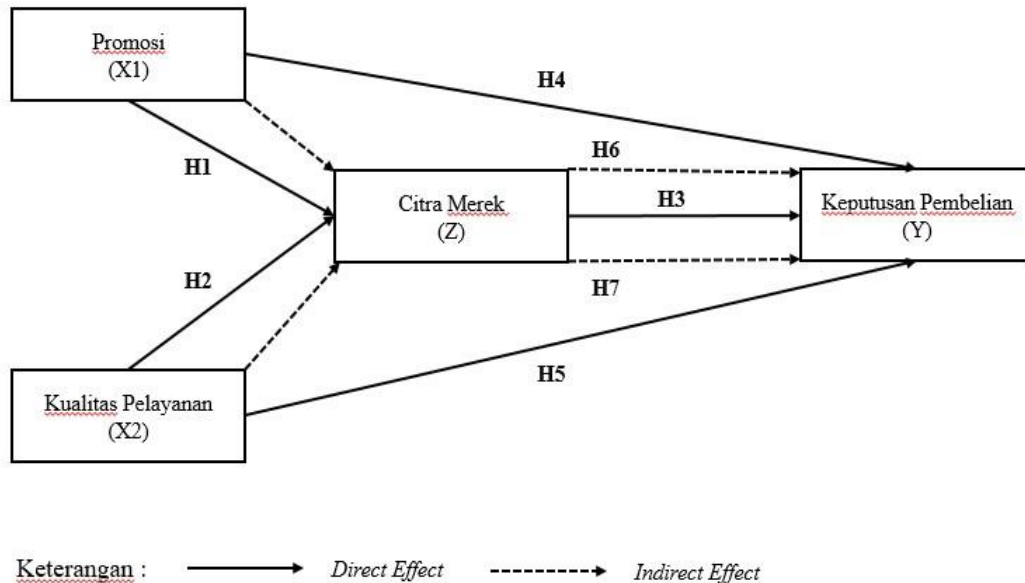 Promosi
(X1)
H4
H1
H6
Citra Merek
(Z)
H3
Keputusan Pembelian
(Y)
H2
H7
Kualitas Pelayanan
(X2)
H5
Keterangan :
Direct Effect
Indirect Effect